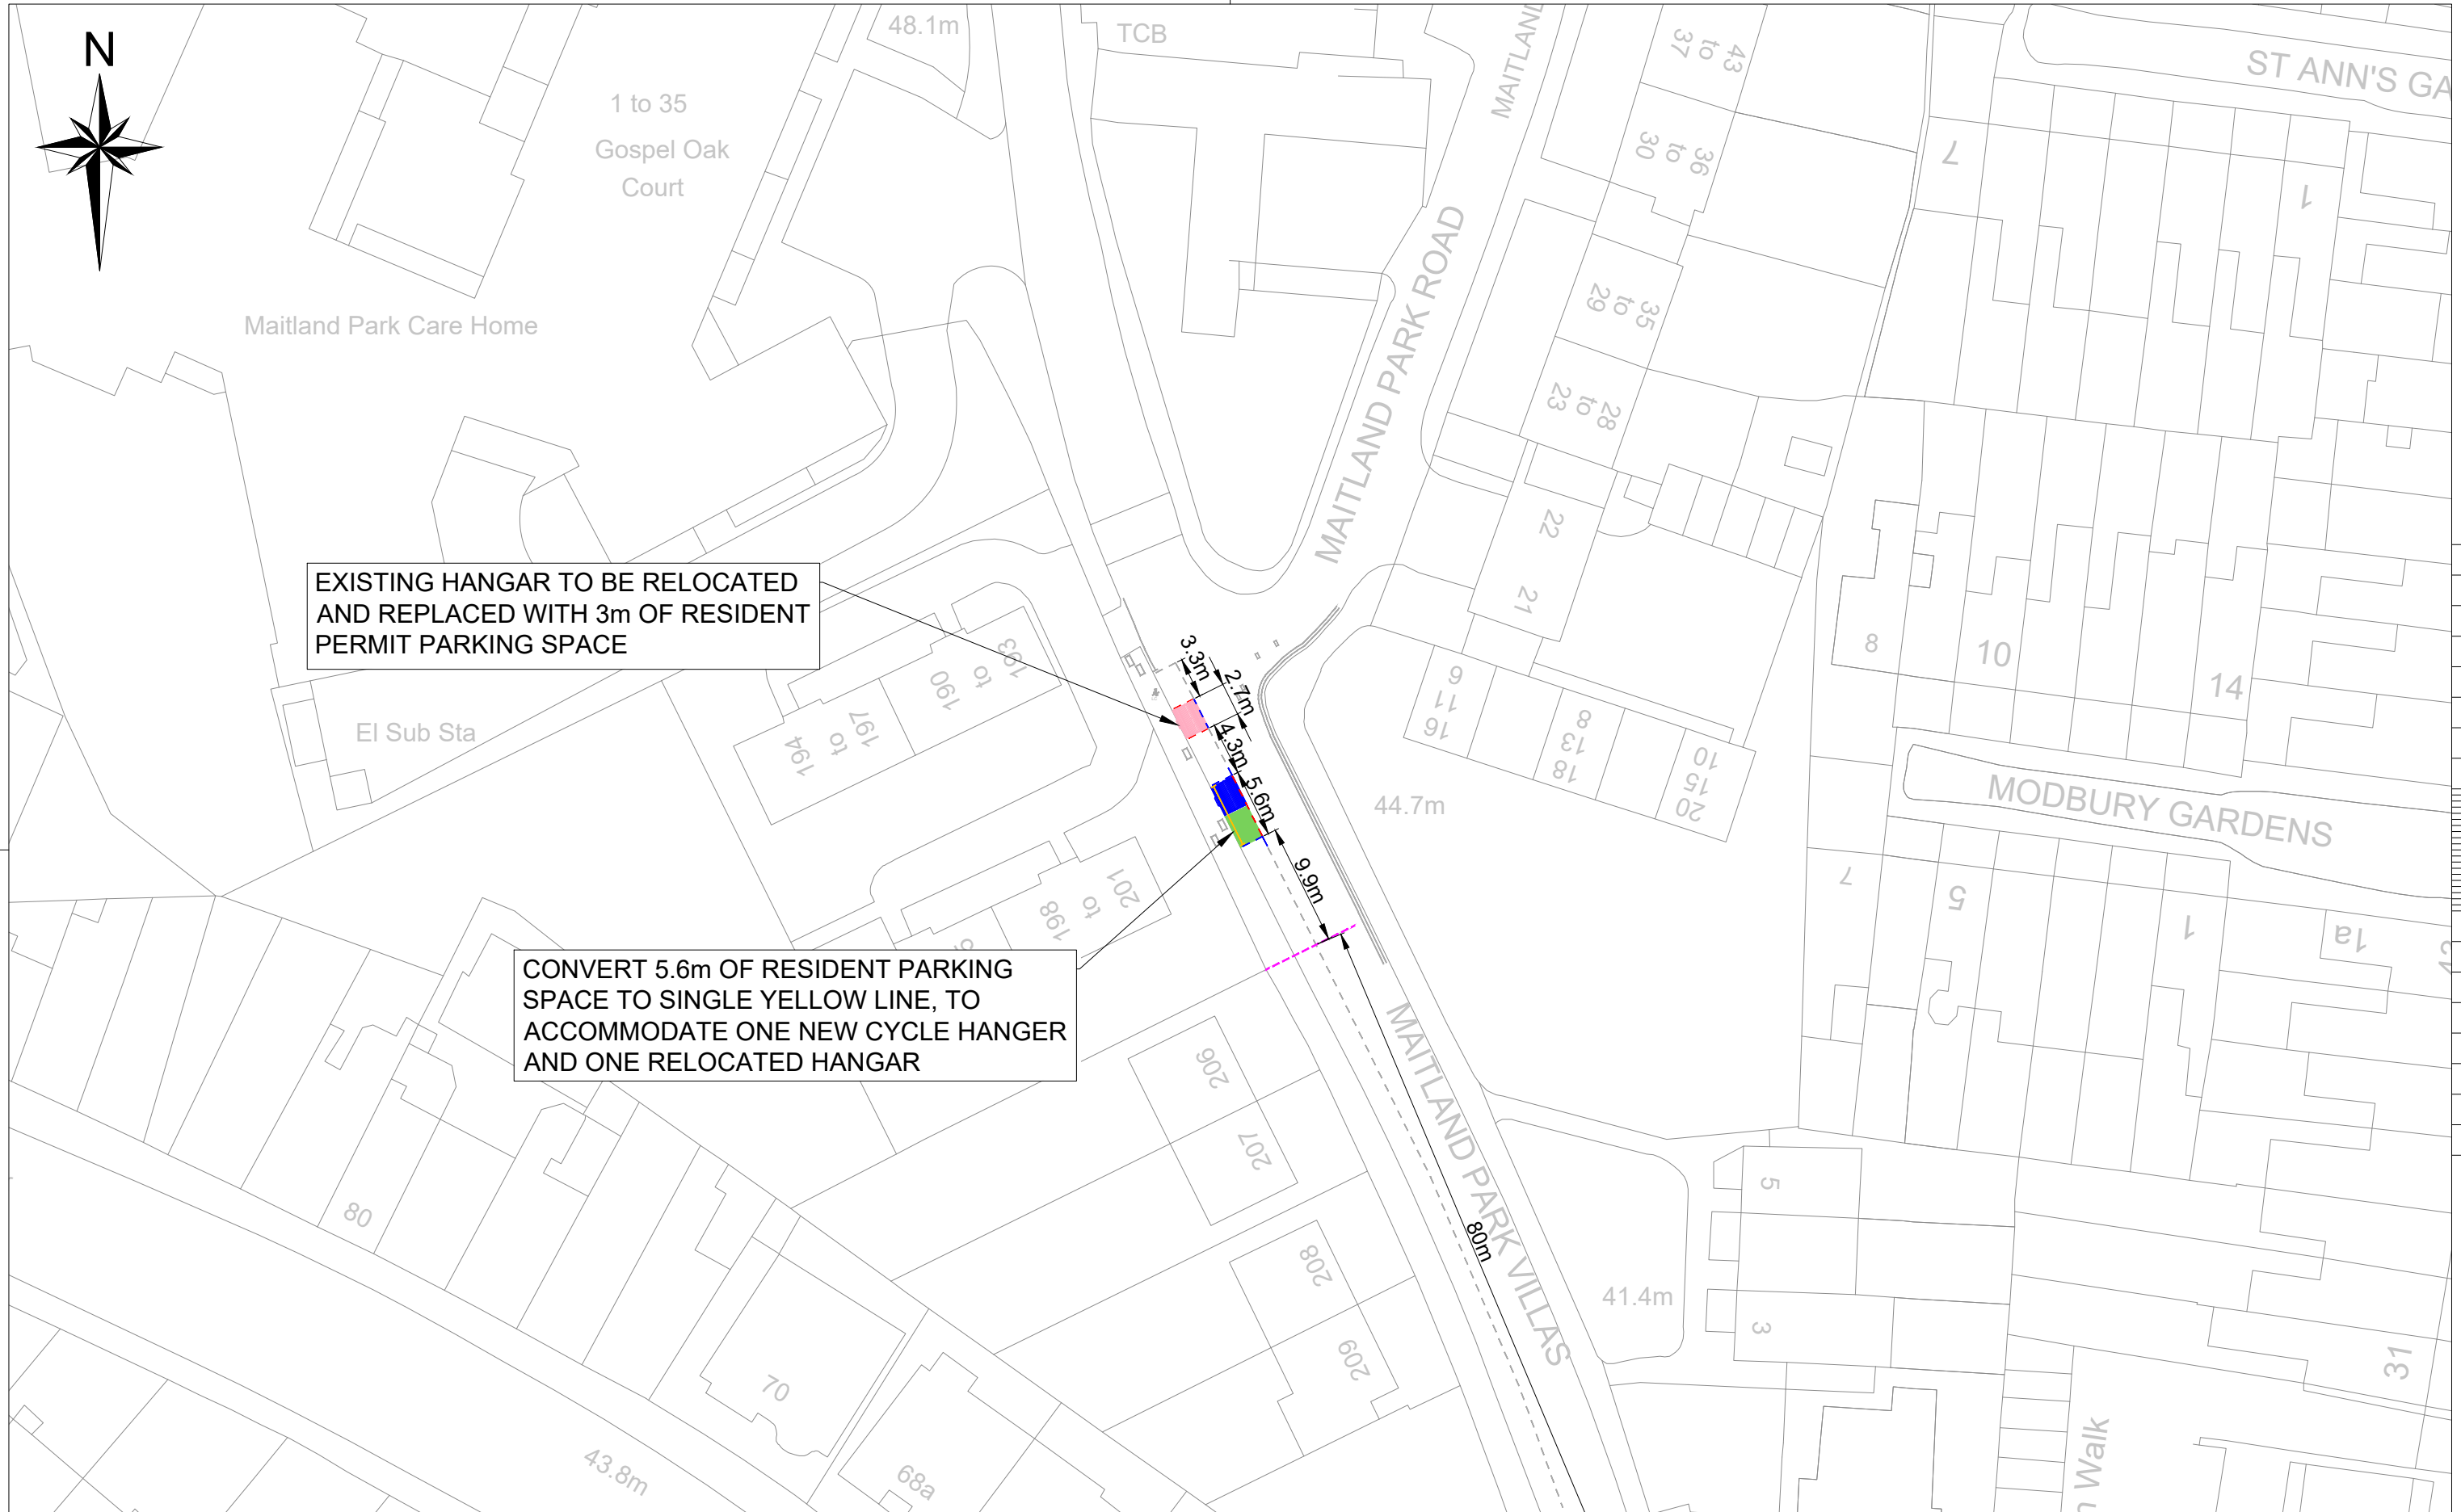 N
48.1m
TCB
MAITLAND
43
to
37
ST ANN'S GA
1 to 35
Gospel Oak
Court
36
to
30
7
1
Maitland Park Care Home
MAITLAND PARK ROAD
35
to
29
28
to
23
22
21
EXISTING HANGAR TO BE RELOCATED
AND REPLACED WITH 3m OF RESIDENT
PERMIT PARKING SPACE
193
to
190
197
to
194
El Sub Sta
3.3m
2.7m
4.3m
5.6m
9.9m
6
11
16
8
13
18
10
15
20
44.7m
8
10
14
MODBURY GARDENS
7
5
1
1a
201
to
198
CONVERT 5.6m OF RESIDENT PARKING
SPACE TO SINGLE YELLOW LINE, TO
ACCOMMODATE ONE NEW CYCLE HANGER
AND ONE RELOCATED HANGAR
MAITLAND PARK VILLAS
80m
206
207
208
209
80
70
68a
43.8m
41.4m
5
3
31
Walk